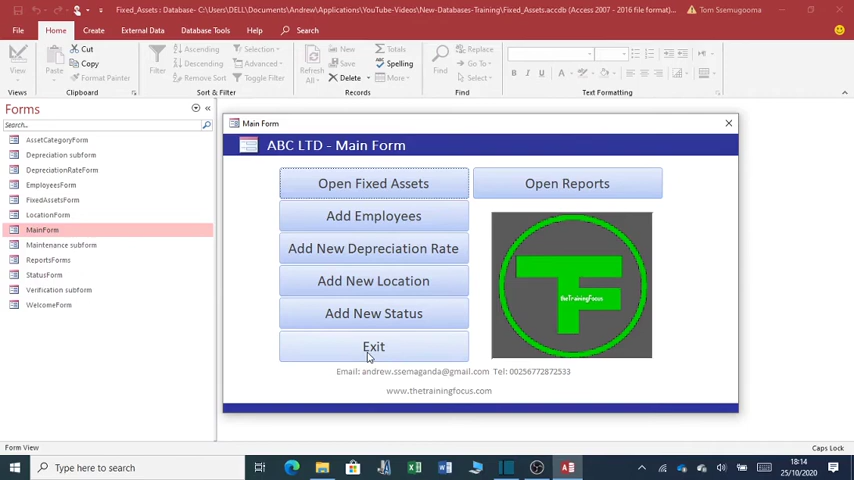 Fixed_Assets : Database- C:\Users\DELL\Documents\Andrew\Applications\YouTube-Videos\New-Databases-Training\Fixed_Assets.accdb (Access 2007 - 2016 file format)...
Tom Ssemugooma
File
Home
Create
External Data
Database Tools
Help
Search
View
Paste
Cut
Copy
Format Painter
Filter
Ascending
Descending
Remove Sort
Selection
Advanced
Toggle Filter
Refresh
All
New
Save
Delete
Totals
Spelling
More
Find
Replace
Go To
Select
B I U
Views
Clipboard
Sort & Filter
Records
Find
Text Formatting
Forms
Search...
AssetCategoryForm
Depreciation subform
DepreciationRateForm
EmployeesForm
FixedAssetsForm
LocationForm
MainForm
Maintenance subform
ReportsForms
StatusForm
Verification subform
WelcomeForm
Main Form
ABC LTD - Main Form
Open Fixed Assets
Open Reports
Add Employees
Add New Depreciation Rate
Add New Location
Add New Status
Exit
theTrainingFocus
Email: andrew.ssemaganda@gmail.com Tel: 00256772872533
www.thetrainingfocus.com
Form View
Caps Lock
Type here to search
18:14
25/10/2020